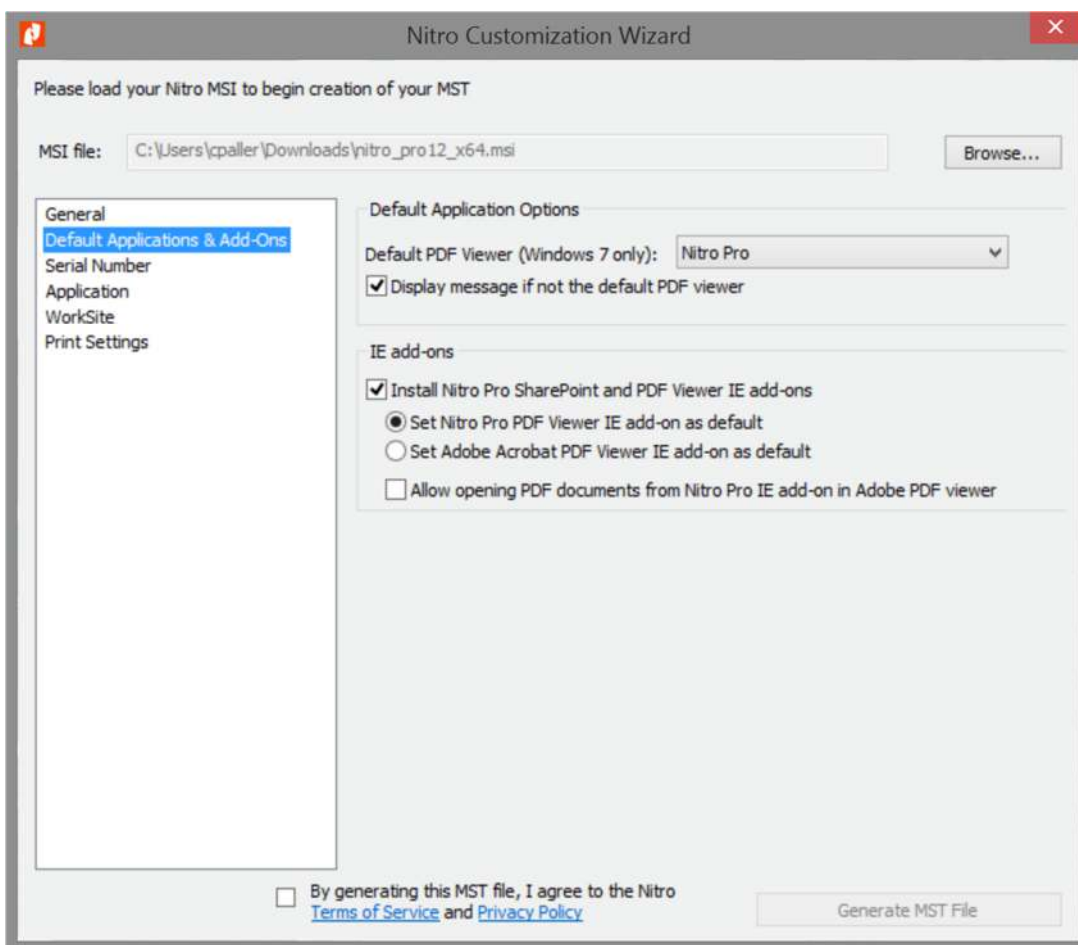 Nitro Customization Wizard
Please load your Nitro MSI to begin creation of your MST
MSI file:
C:\Users\cpaller\Downloads\nitro_pro12_x64.msi
Browse...
General
Default Applications & Add-Ons
Serial Number
Application
WorkSite
Print Settings
Default Application Options
Default PDF Viewer (Windows 7 only):
Nitro Pro
Display message if not the default PDF viewer
IE add-ons
Install Nitro Pro SharePoint and PDF Viewer IE add-ons
Set Nitro Pro PDF Viewer IE add-on as default
Set Adobe Acrobat PDF Viewer IE add-on as default
Allow opening PDF documents from Nitro Pro IE add-on in Adobe PDF viewer
By generating this MST file, I agree to the Nitro
Terms of Service and Privacy Policy
Generate MST File